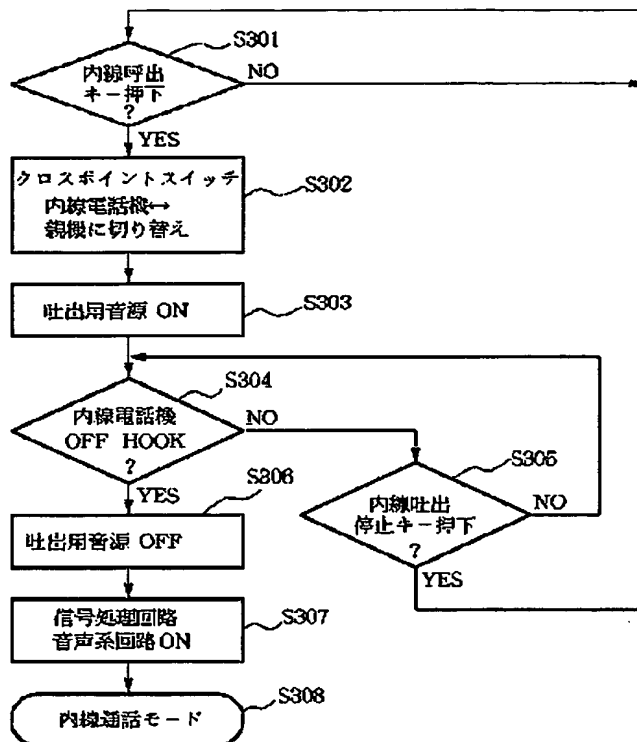 S301
内線呼出
キー押下
?
NO
YES
クロスポイントスイッチ
内線電話機↔
親機に切り替え
S302
吐出用音源 ON
S303
S304
内線電話機
OFF HOOK
?
NO
YES
S305
内線吐出
停止キー押下
?
NO
YES
S306
吐出用音源 OFF
信号処理回路
音声系回路ON
S307
内線通話モード
S308